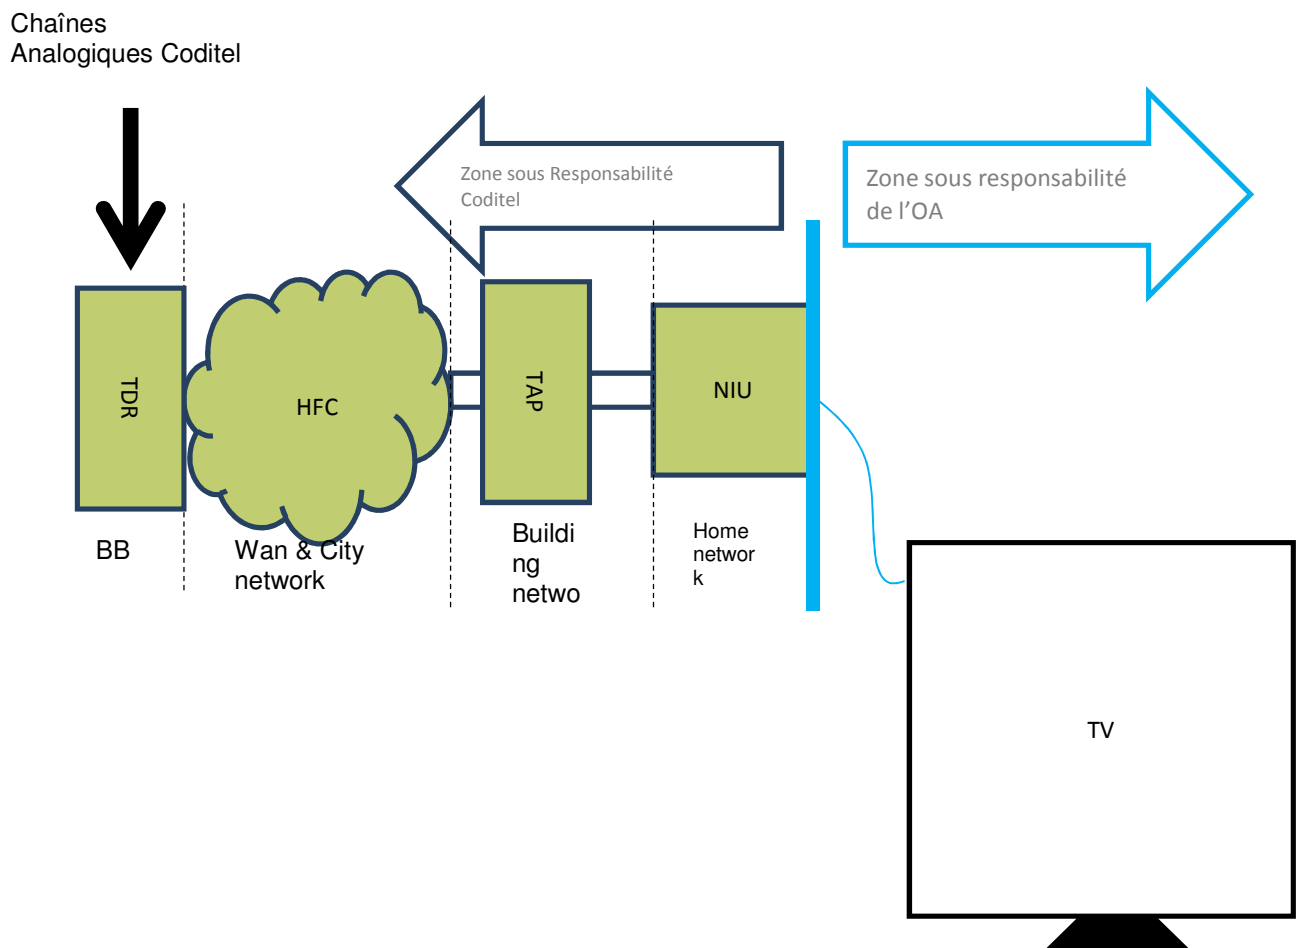 Chaînes
Analogiques Coditel
Zone sous Responsabilité
Coditel
Zone sous responsabilité
de l’OA
TDR
HFC
TAP
NIU
BB
Wan & City
network
Buildi
ng
netwo
Home
networ
k
TV